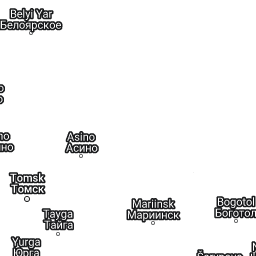 Belyi Yar
Белоярское
Asino
Асино
Tomsk
Томск
Mariinsk
Мариинск
Bogotol
Боготол
Tayga
Тайга
Yurga
Юрга